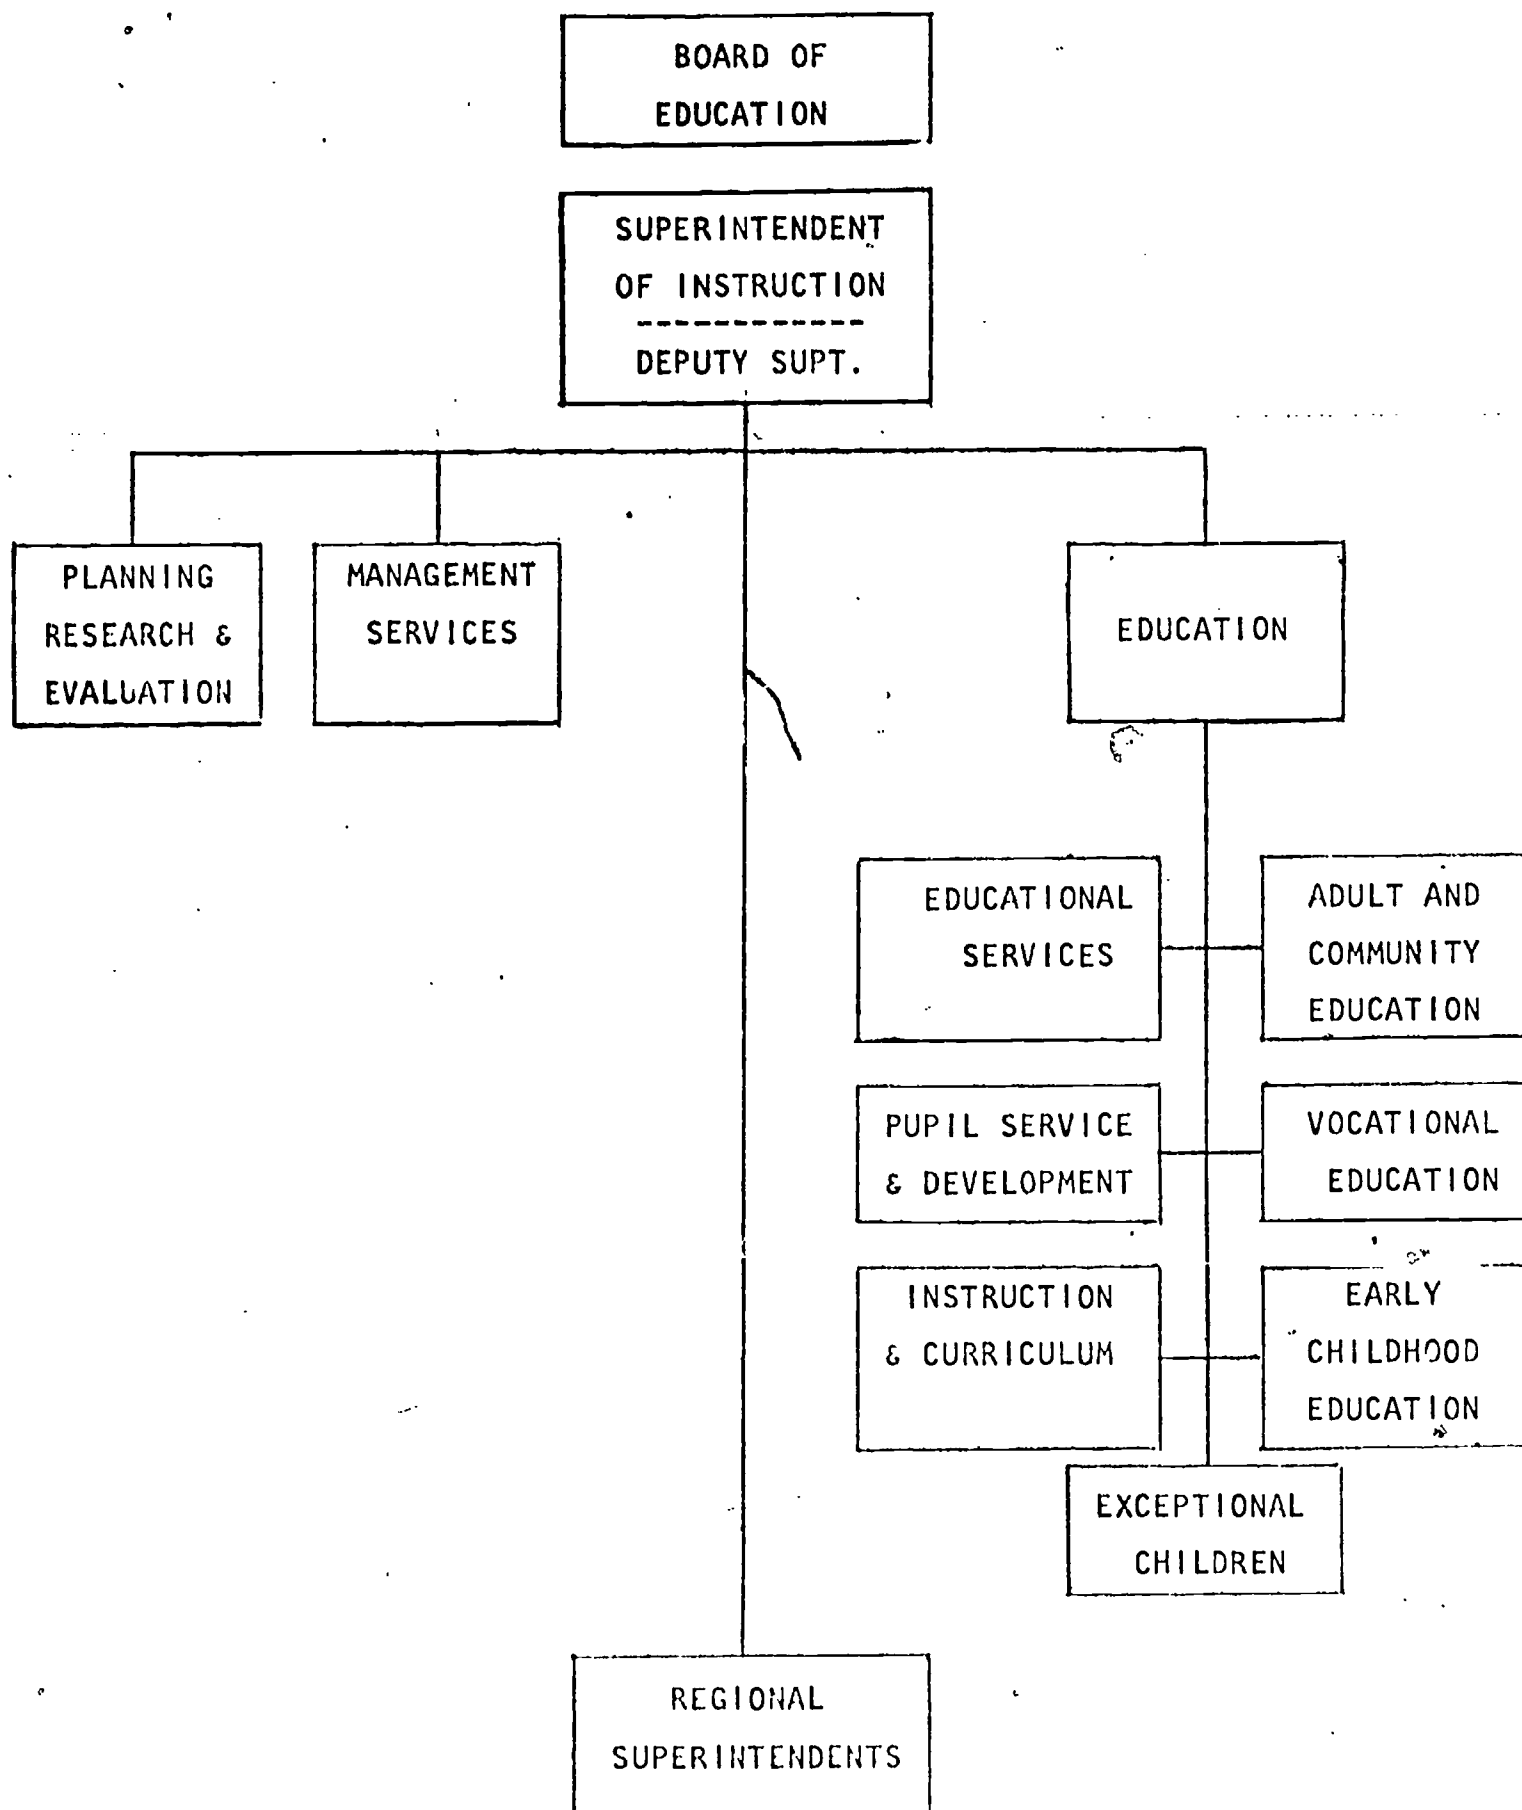 BOARD OF
EDUCATION
SUPERINTENDENT
OF INSTRUCTION
------------
DEPUTY SUPT.
PLANNING
RESEARCH &
EVALUATION
MANAGEMENT
SERVICES
EDUCATION
EDUCATIONAL
SERVICES
ADULT AND
COMMUNITY
EDUCATION
PUPIL SERVICE
& DEVELOPMENT
VOCATIONAL
EDUCATION
INSTRUCTION
& CURRICULUM
EARLY
CHILDHOOD
EDUCATION
EXCEPTIONAL
CHILDREN
REGIONAL
SUPERINTENDENTS